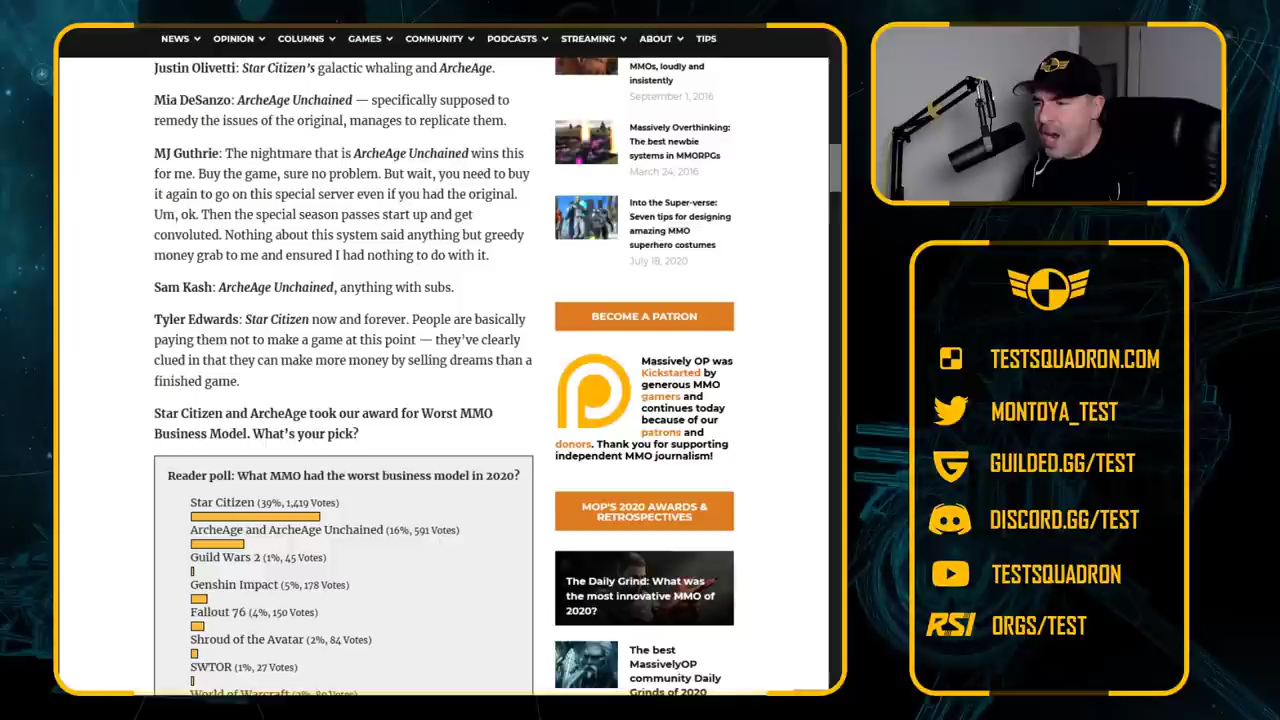 NEWS OPINION COLUMNS GAMES COMMUNITY PODCASTS STREAMING ABOUT TIPS
Justin Olivetti: Star Citizen's galactic whaling and ArcheAge.
Mia DeSanzo: ArcheAge Unchained — specifically supposed to
remedy the issues of the original, manages to replicate them.
MJ Guthrie: The nightmare that is ArcheAge Unchained wins this
for me. Buy the game, sure no problem. But wait, you need to buy
it again to go on this special server even if you had the original.
Um, ok. Then the special season passes start up and get
convoluted. Nothing about this system said anything but greedy
money grab to me and ensured I had nothing to do with it.
Sam Kash: ArcheAge Unchained, anything with subs.
Tyler Edwards: Star Citizen now and forever. People are basically
paying them not to make a game at this point — they've clearly
clued in that they can make more money by selling dreams than a
finished game.
Star Citizen and ArcheAge took our award for Worst MMO
Business Model. What's your pick?
Reader poll: What MMO had the worst business model in 2020?
Star Citizen (39%, 1,419 Votes)
ArcheAge and ArcheAge Unchained (16%, 591 Votes)
Guild Wars 2 (1%, 45 Votes)
Genshin Impact (5%, 178 Votes)
Fallout 76 (4%, 150 Votes)
Shroud of the Avatar (2%, 84 Votes)
SWTOR (1%, 27 Votes)
World of Warcraft
MMOs, loudly and
insistently
September 1, 2016
Massively Overthinking:
The best newbie
systems in MMORPGs
March 24, 2016
Into the Super-verse:
Seven tips for designing
amazing MMO
superhero costumes
July 18, 2020
BECOME A PATRON
Massively OP was
Kickstarted by
generous MMO
gamers and
continues today
because of our
patrons and
donors. Thank you for supporting
independent MMO journalism!
MOP'S 2020 AWARDS &
RETROSPECTIVES
The Daily Grind: What was
the most innovative MMO of
2020?
The best
MassivelyOP
community Daily
Grinds of 2020
TESTSQUADRON.COM
MONTOYA_TEST
GUILDED.GG/TEST
DISCORD.GG/TEST
TESTSQUADRON
RSI ORGS/TEST